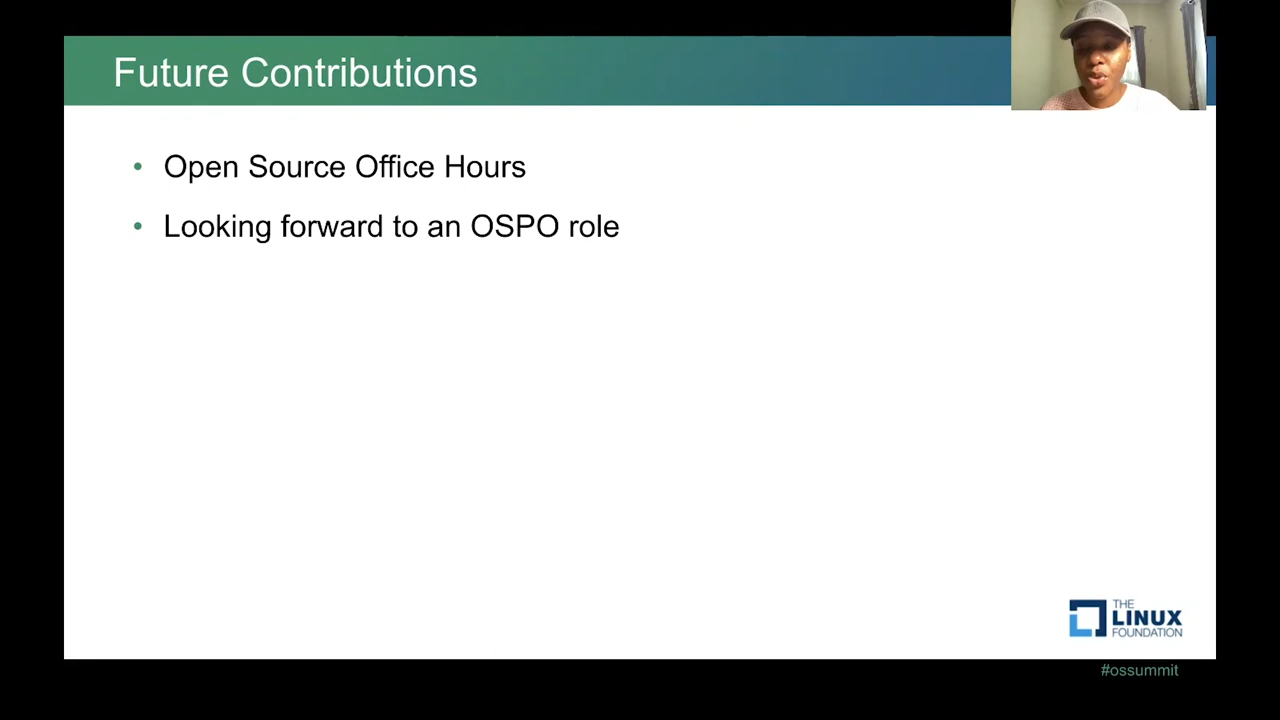 Future Contributions
• Open Source Office Hours
• Looking forward to an OSPO role
THE
LINUX
FOUNDATION
#ossummit